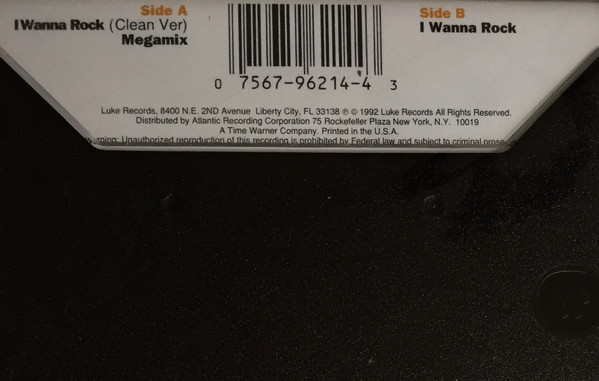 Side A
I Wanna Rock (Clean Ver)
Megamix
Side B
I Wanna Rock
0 7567-96214-4 3
Luke Records, 8400 N.E. 2ND Avenue Liberty City, FL 33138 ℗ © 1992 Luke Records All Rights Reserved.
Distributed by Atlantic Recording Corporation 75 Rockefeller Plaza New York, N.Y. 10019
A Time Warner Company. Printed in the U.S.A.
Unauthorized reproduction of this recording is prohibited by Federal law and subject to criminal